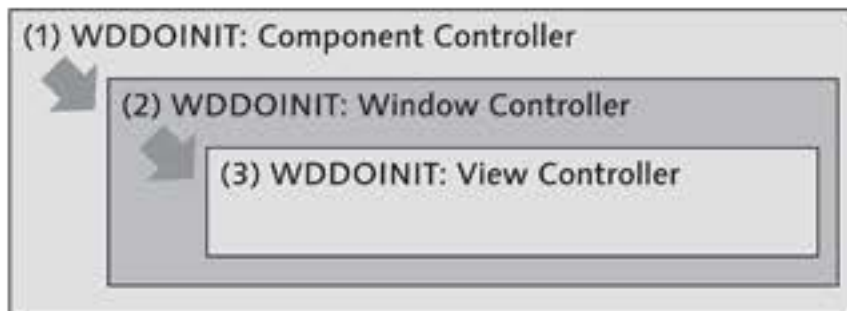 (1) WDDOINIT: Component Controller
(2) WDDOINIT: Window Controller
(3) WDDOINIT: View Controller